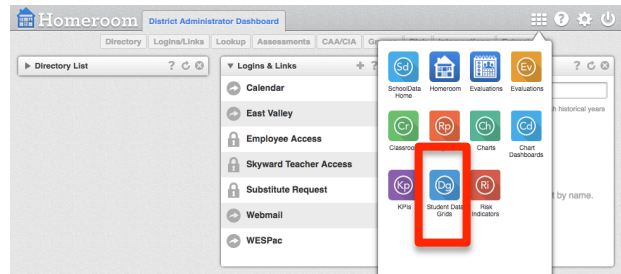 Homeroom District Administrator Dashboard
Directory Logins/Links Lookup Assessments CAA/CIA
Directory List
Logins & Links
Calendar
East Valley
Employee Access
Skyward Teacher Access
Substitute Request
Webmail
WESPac
Sd
Ev
SchoolData Home
Homeroom
Evaluations
Evaluations
Cr
Rp
Ch
Cd
Charts
Chart Dashboards
Kp
Dg
Ri
KPIs
Student Data Grids
Risk Indicators
historical years
t by name.